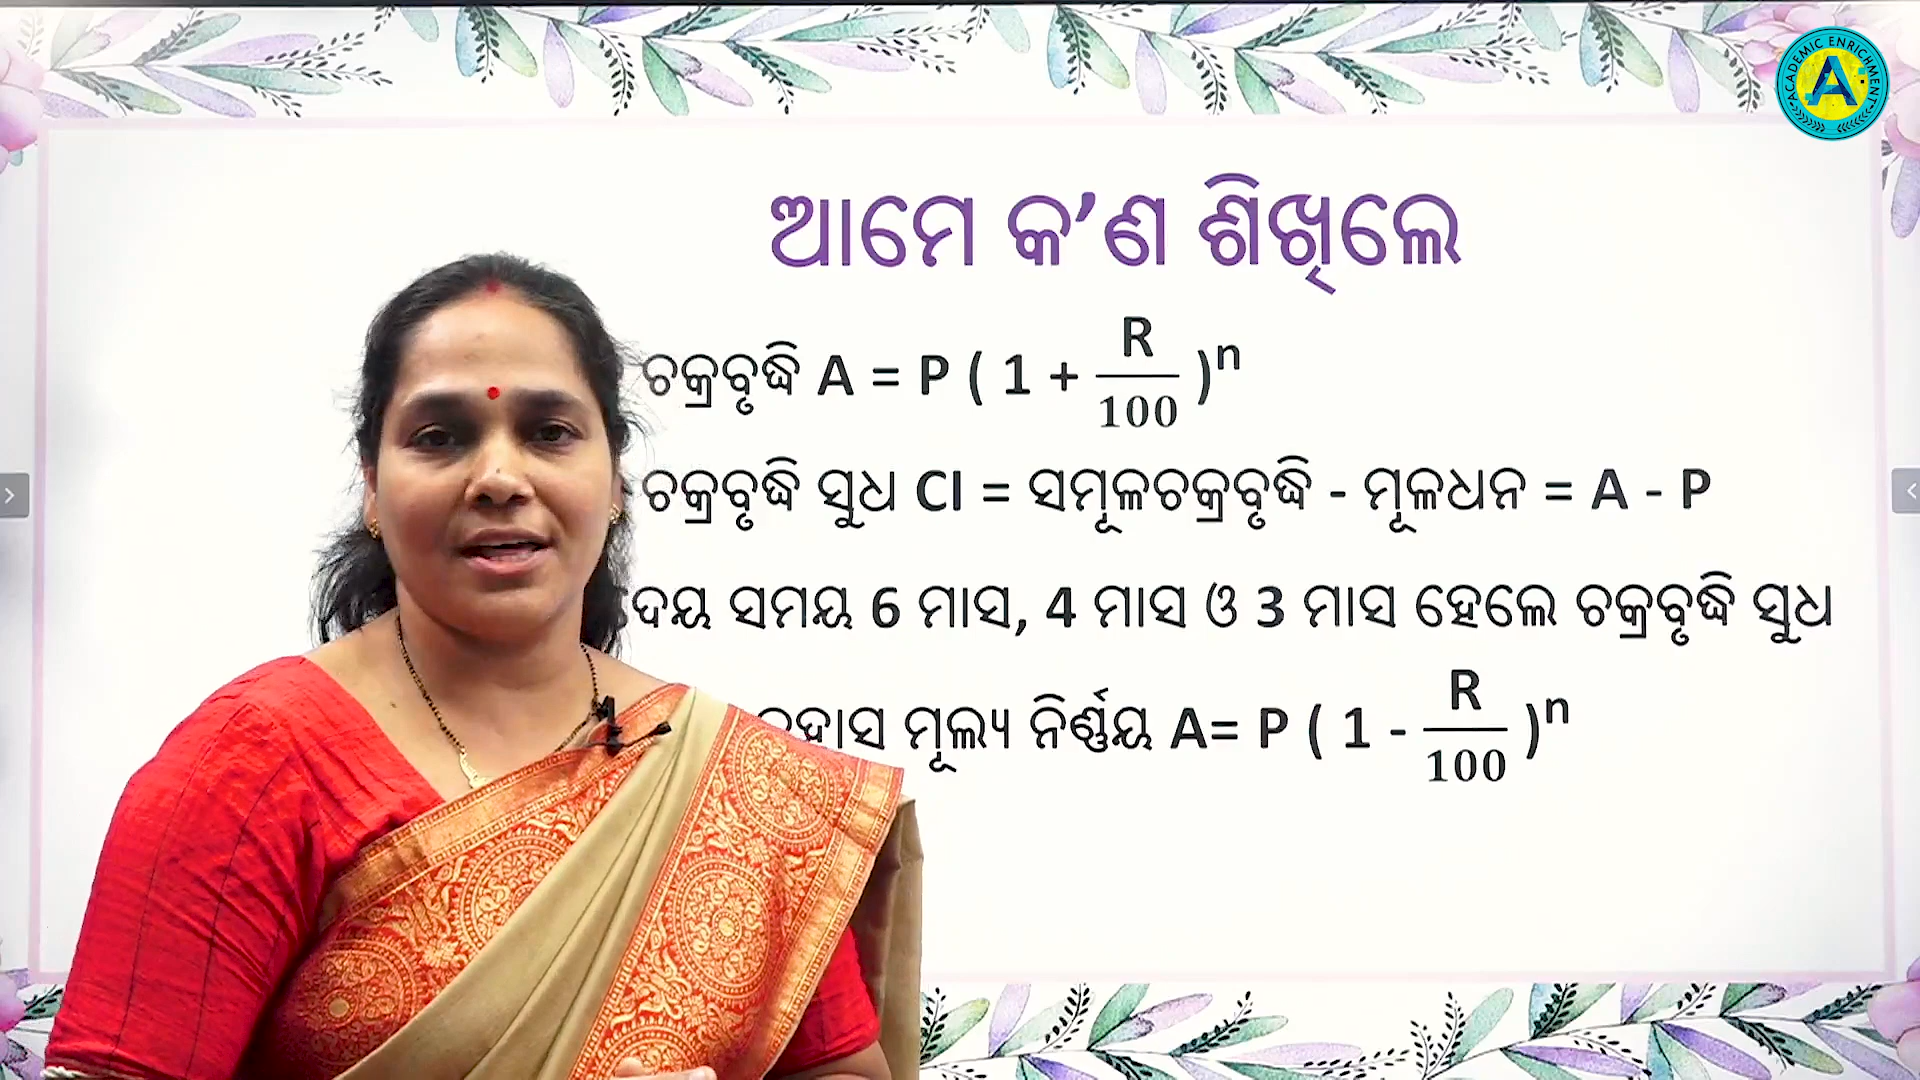 ACADEMIC ENRICHMENT
A
ଆମେ କ’ଣ ଶିଖିଲେ
ଚକ୍ରବୃଦ୍ଧି A = P ( 1 + R/100 )ⁿ
ଚକ୍ରବୃଦ୍ଧି ସୁଧ CI = ସମୂଳଚକ୍ରବୃଦ୍ଧି - ମୂଳଧନ = A - P
ସମୟ 6 ମାସ, 4 ମାସ ଓ 3 ମାସ ହେଲେ ଚକ୍ରବୃଦ୍ଧି ସୁଧ
ମୂଲ୍ୟ ନିର୍ଣ୍ଣୟ A= P ( 1 - R/100 )ⁿ